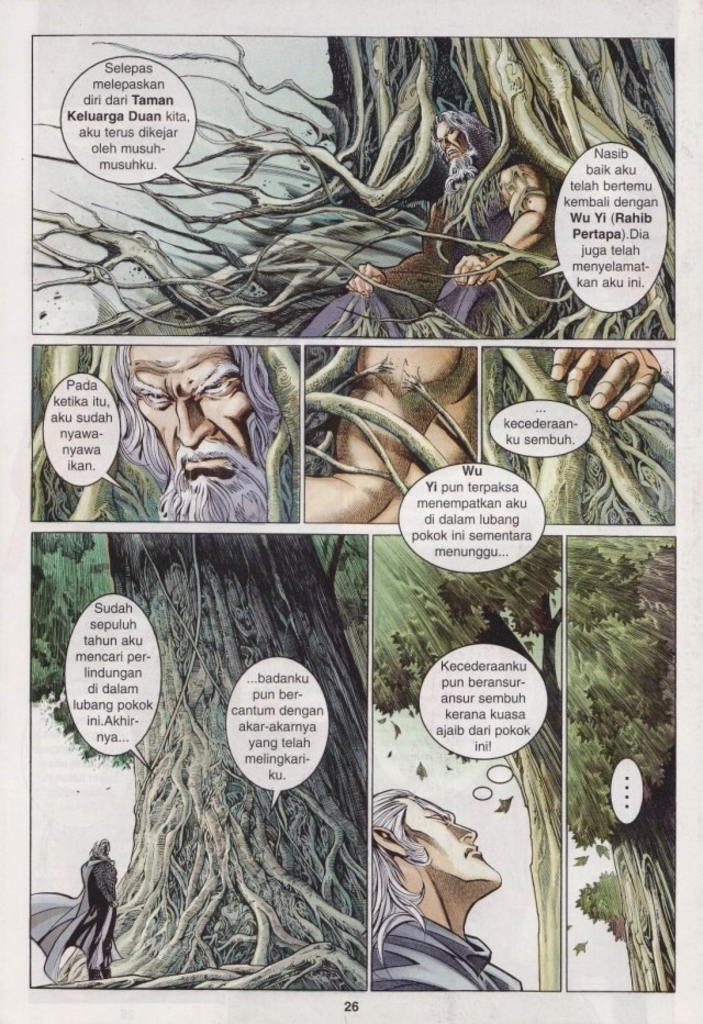 Selepas
melepaskan
diri dari Taman
Keluarga Duan kita,
aku terus dikejar
oleh musuh-
musuhku.
Nasib
baik aku
telah bertemu
kembali dengan
Wu Yi (Rahib
Pertapa).Dia
juga telah
menyelamat-
kan aku ini.
Pada
ketika itu,
aku sudah
nyawa-
nyawa
ikan.
Wu
Yi pun terpaksa
menempatkan aku
di dalam lubang
pokok ini sementara
menunggu...
...
kecederaan-
ku sembuh.
Sudah
sepuluh
tahun aku
mencari per-
lindungan
di dalam
lubang pokok
ini.Akhir-
nya...
...badanku
pun ber-
cantum dengan
akar-akarnya
yang telah
melingkari-
ku.
Kecederaanku
pun beransur-
ansur sembuh
kerana kuasa
ajaib dari pokok
ini!
....
26